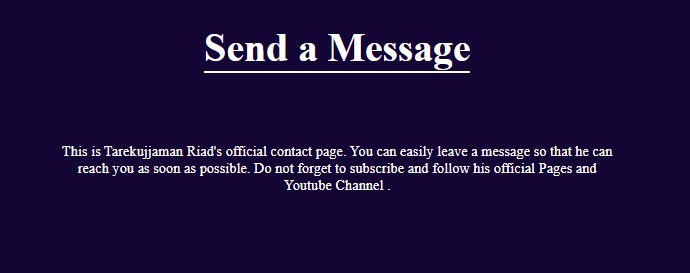 Send a Message
This is Tarekujjaman Riad's official contact page. You can easily leave a message so that he can
reach you as soon as possible. Do not forget to subscribe and follow his official Pages and
Youtube Channel .